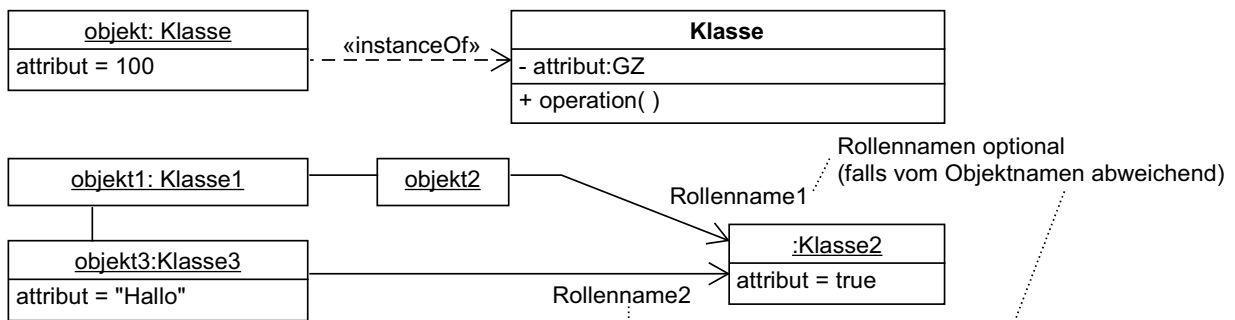 objekt: Klasse
attribut = 100
«instanceOf»
Klasse
- attribut:GZ
+ operation( )
Rollennamen optional
(falls vom Objektnamen abweichend)
objekt1: Klasse1
objekt2
Rollenname1
objekt3:Klasse3
attribut = "Hallo"
:Klasse2
attribut = true
Rollenname2